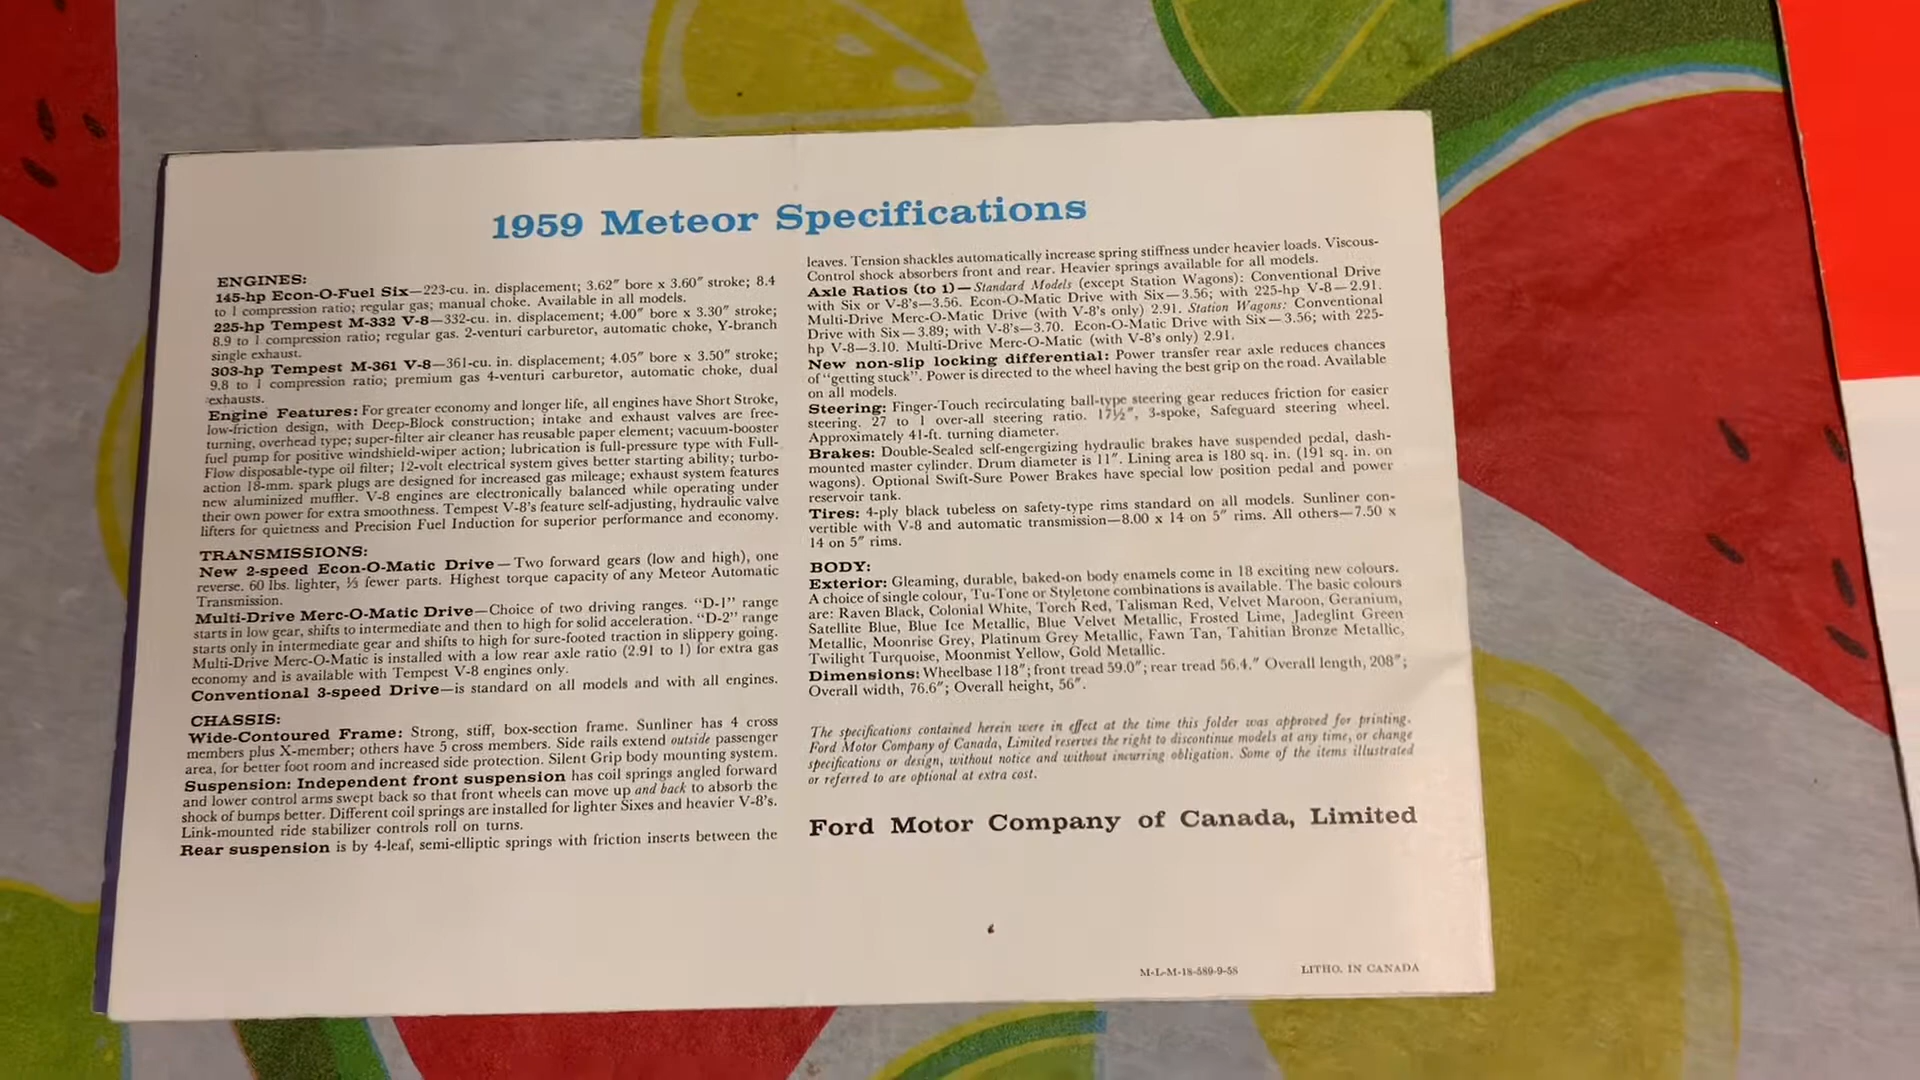 1959 Meteor Specifications
ENGINES:
145-hp Econ-O-Fuel Six—223-cu. in. displacement; 3.62" bore x 3.60" stroke; 8.4
to 1 compression ratio; regular gas; manual choke. Available in all models.
225-hp Tempest M-332 V-8—332-cu. in. displacement; 4.00" bore x 3.30" stroke;
8.9 to 1 compression ratio; regular gas. 2-venturi carburetor, automatic choke, Y-branch
single exhaust.
303-hp Tempest M-361 V-8—361-cu. in. displacement; 4.05" bore x 3.50" stroke;
9.8 to 1 compression ratio; premium gas 4-venturi carburetor, automatic choke, dual
exhausts.
Engine Features: For greater economy and longer life, all engines have Short Stroke,
low-friction design, with Deep-Block construction; intake and exhaust valves are free-
turning, overhead type; super-filter air cleaner has reusable paper element; vacuum-booster
fuel pump for positive windshield-wiper action; lubrication is full-pressure type with Full-
Flow disposable-type oil filter; 12-volt electrical system gives better starting ability; turbo-
action 18-mm. spark plugs are designed for increased gas mileage; exhaust system features
new aluminized muffler. V-8 engines are electronically balanced while operating under
their own power for extra smoothness. Tempest V-8's feature self-adjusting, hydraulic valve
lifters for quietness and Precision Fuel Induction for superior performance and economy.
TRANSMISSIONS:
New 2-speed Econ-O-Matic Drive—Two forward gears (low and high), one
reverse. 60 lbs. lighter, ⅓ fewer parts. Highest torque capacity of any Meteor Automatic
Transmission.
Multi-Drive Merc-O-Matic Drive—Choice of two driving ranges. "D-1" range
starts in low gear, shifts to intermediate and then to high for solid acceleration. "D-2" range
starts only in intermediate gear and shifts to high for sure-footed traction in slippery going.
Multi-Drive Merc-O-Matic is installed with a low rear axle ratio (2.91 to 1) for extra gas
economy and is available with Tempest V-8 engines only.
Conventional 3-speed Drive—is standard on all models and with all engines.
CHASSIS:
Wide-Contoured Frame: Strong, stiff, box-section frame. Sunliner has 4 cross
members plus X-member; others have 5 cross members. Side rails extend outside passenger
area, for better foot room and increased side protection. Silent Grip body mounting system.
Suspension: Independent front suspension has coil springs angled forward
and lower control arms swept back so that front wheels can move up and back to absorb the
shock of bumps better. Different coil springs are installed for lighter Sixes and heavier V-8's.
Link-mounted ride stabilizer controls roll on turns.
Rear suspension is by 4-leaf, semi-elliptic springs with friction inserts between the
leaves. Tension shackles automatically increase spring stiffness under heavier loads. Viscous-
Control shock absorbers front and rear. Heavier springs available for all models.
Axle Ratios (to 1)—Standard Models (except Station Wagons): Conventional Drive
with Six or V-8's—3.56. Econ-O-Matic Drive with Six—3.56; with 225-hp V-8—2.91.
Multi-Drive Merc-O-Matic Drive (with V-8's only) 2.91. Station Wagons: Conventional
Drive with Six—3.89; with V-8's—3.70. Econ-O-Matic Drive with Six—3.56; with 225-
hp V-8—3.10. Multi-Drive Merc-O-Matic (with V-8's only) 2.91.
New non-slip locking differential: Power transfer rear axle reduces chances
of "getting stuck". Power is directed to the wheel having the best grip on the road. Available
on all models.
Steering: Finger-Touch recirculating ball-type steering gear reduces friction for easier
steering. 27 to 1 over-all steering ratio. 17½", 3-spoke, Safeguard steering wheel.
Approximately 41-ft. turning diameter.
Brakes: Double-Sealed self-engergizing hydraulic brakes have suspended pedal, dash-
mounted master cylinder. Drum diameter is 11". Lining area is 180 sq. in. (191 sq. in. on
wagons). Optional Swift-Sure Power Brakes have special low position pedal and power
reservoir tank.
Tires: 4-ply black tubeless on safety-type rims standard on all models. Sunliner con-
vertible with V-8 and automatic transmission—8.00 x 14 on 5" rims. All others—7.50 x
14 on 5" rims.
BODY:
Exterior: Gleaming, durable, baked-on body enamels come in 18 exciting new colours.
A choice of single colour, Tu-Tone or Styletone combinations is available. The basic colours
are: Raven Black, Colonial White, Torch Red, Talisman Red, Velvet Maroon, Geranium,
Satellite Blue, Blue Ice Metallic, Blue Velvet Metallic, Frosted Lime, Jadeglint Green
Metallic, Moonrise Grey, Platinum Grey Metallic, Fawn Tan, Tahitian Bronze Metallic,
Twilight Turquoise, Moonmist Yellow, Gold Metallic.
Dimensions: Wheelbase 118"; front tread 59.0"; rear tread 56.4." Overall length, 208";
Overall width, 76.6"; Overall height, 56".
The specifications contained herein were in effect at the time this folder was approved for printing.
Ford Motor Company of Canada, Limited reserves the right to discontinue models at any time, or change
specifications or design, without notice and without incurring obligation. Some of the items illustrated
or referred to are optional at extra cost.
Ford Motor Company of Canada, Limited
M-L-M-18-589-9-58 LITHO. IN CANADA